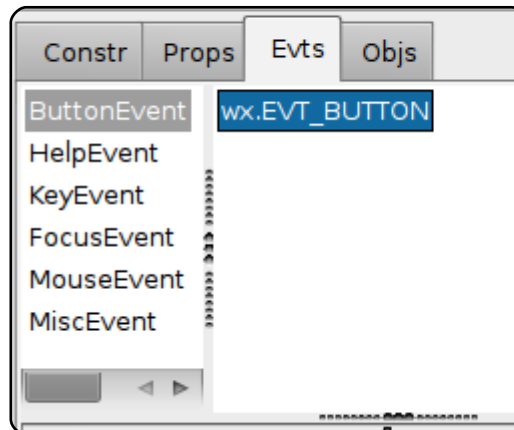 Constr Props Evts Objs
ButtonEvent wx.EVT_BUTTON
HelpEvent
KeyEvent
FocusEvent
MouseEvent
MiscEvent